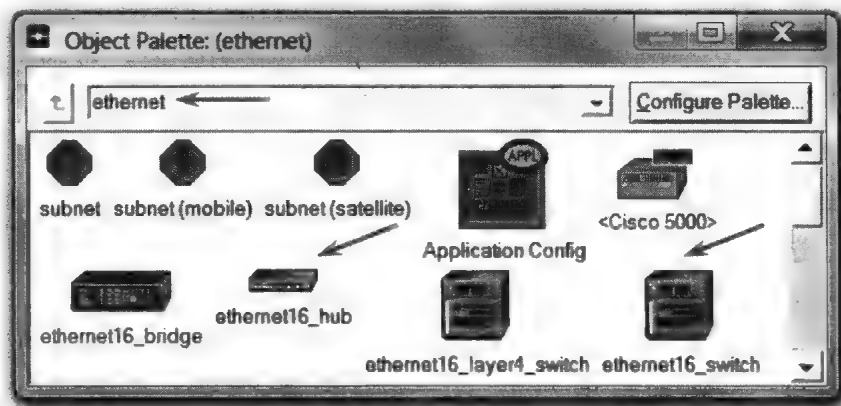 Object Palette: (ethernet)
ethernet
Configure Palette...
subnet
subnet (mobile)
subnet (satellite)
APPL
Application Config
<Cisco 5000>
ethernet16_bridge
ethernet16_hub
ethernet16_layer4_switch
ethernet16_switch